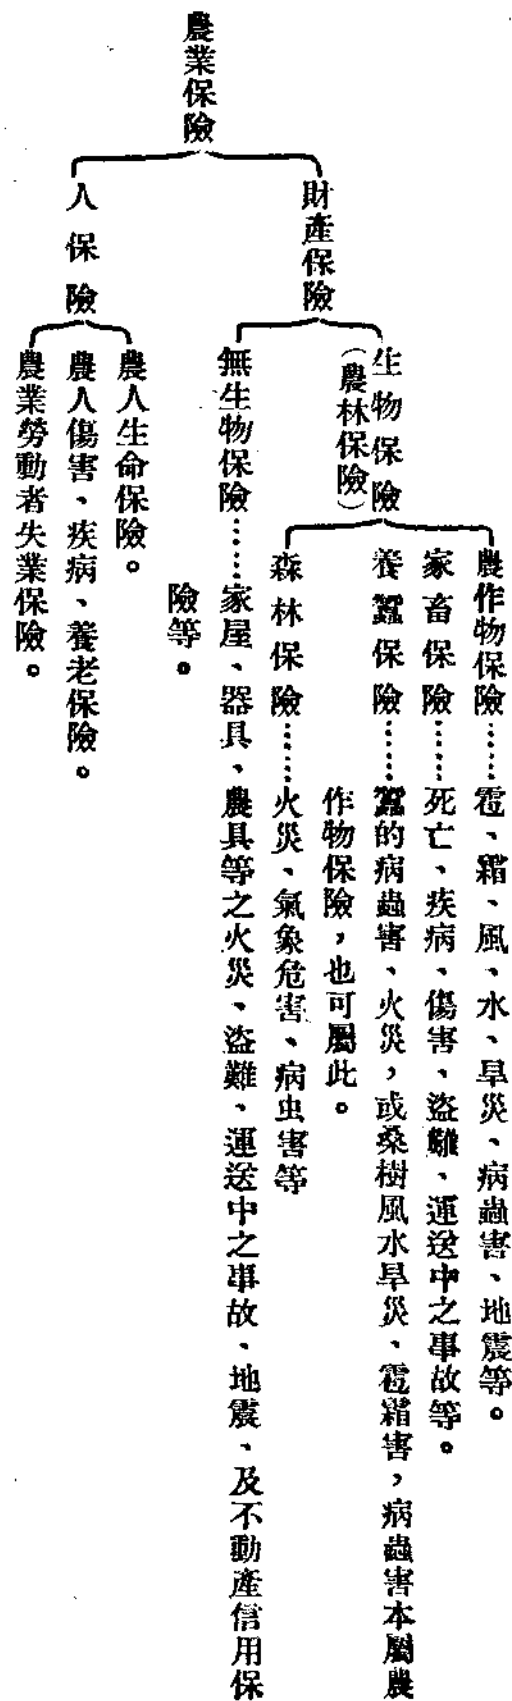 農業保險
財產保險
生物保險
（農林保險）
農作物保險……雹、霜、風、水、旱災、病蟲害、地震等。
家畜保險……死亡、疾病、傷害、盜難、運送中之事故等。
養蠶保險……蠶的病蟲害、火災，或桑樹風水旱災、雹霜害，病蟲害本屬農
作物保險，也可屬此。
森林保險……火災、氣象危害、病虫害等
無生物保險……家屋、器具、農具等之火災、盜難、運送中之事故、地震、及不動產信用保
險等。
人保險
農人生命保險。
農人傷害、疾病、養老保險。
農業勞動者失業保險。